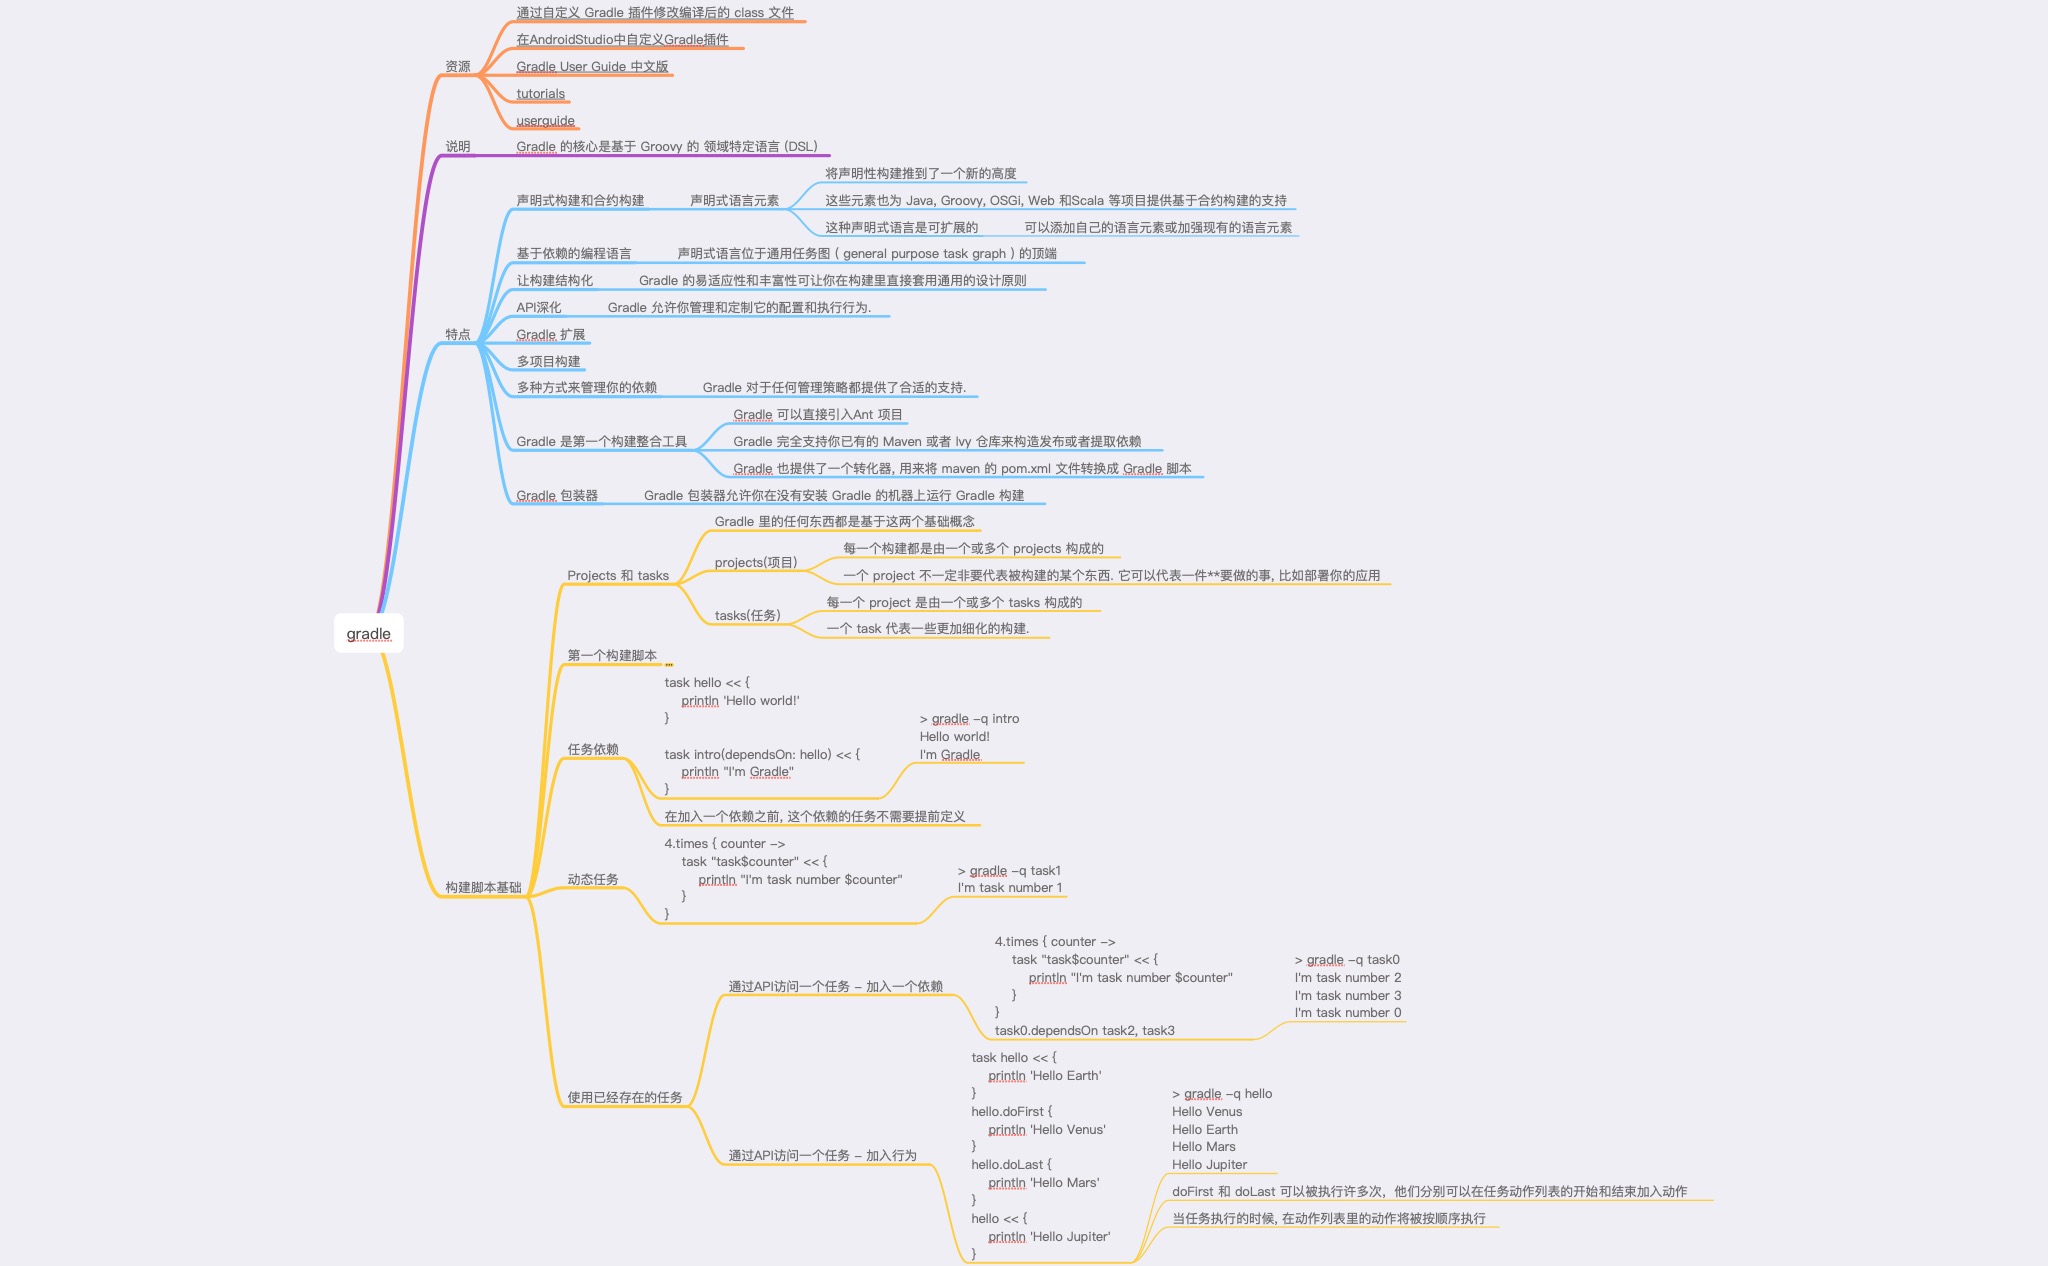 gradle
资源
通过自定义 Gradle 插件修改编译后的 class 文件
在AndroidStudio中自定义Gradle插件
Gradle User Guide 中文版
tutorials
userguide
说明
Gradle 的核心是基于 Groovy 的 领域特定语言 (DSL)
特点
声明式构建和合约构建
声明式语言元素
将声明性构建推到了一个新的高度
这些元素也为 Java, Groovy, OSGi, Web 和Scala 等项目提供基于合约构建的支持
这种声明式语言是可扩展的
可以添加自己的语言元素或加强现有的语言元素
基于依赖的编程语言
声明式语言位于通用任务图 ( general purpose task graph ) 的顶端
让构建结构化
Gradle 的易适应性和丰富性可让你在构建里直接套用通用的设计原则
API深化
Gradle 允许你管理和定制它的配置和执行行为.
Gradle 扩展
多项目构建
多种方式来管理你的依赖
Gradle 对于任何管理策略都提供了合适的支持.
Gradle 是第一个构建整合工具
Gradle 可以直接引入Ant 项目
Gradle 完全支持你已有的 Maven 或者 Ivy 仓库来构造发布或者提取依赖
Gradle 也提供了一个转化器, 用来将 maven 的 pom.xml 文件转换成 Gradle 脚本
Gradle 包装器
Gradle 包装器允许你在没有安装 Gradle 的机器上运行 Gradle 构建
构建脚本基础
Projects 和 tasks
Gradle 里的任何东西都是基于这两个基础概念
projects(项目)
每一个构建都是由一个或多个 projects 构成的
一个 project 不一定非要代表被构建的某个东西. 它可以代表一件**要做的事, 比如部署你的应用
tasks(任务)
每一个 project 是由一个或多个 tasks 构成的
一个 task 代表一些更加细化的构建.
第一个构建脚本
...
任务依赖
task hello << {
println 'Hello world!'
}
task intro(dependsOn: hello) << {
println "I'm Gradle"
}
> gradle -q intro
Hello world!
I'm Gradle
在加入一个依赖之前, 这个依赖的任务不需要提前定义
动态任务
4.times { counter ->
task "task$counter" << {
println "I'm task number $counter"
}
}
> gradle -q task1
I'm task number 1
使用已经存在的任务
通过API访问一个任务 - 加入一个依赖
4.times { counter ->
task "task$counter" << {
println "I'm task number $counter"
}
}
task0.dependsOn task2, task3
> gradle -q task0
I'm task number 2
I'm task number 3
I'm task number 0
通过API访问一个任务 - 加入行为
task hello << {
println 'Hello Earth'
}
hello.doFirst {
println 'Hello Venus'
}
hello.doLast {
println 'Hello Mars'
}
hello << {
println 'Hello Jupiter'
}
> gradle -q hello
Hello Venus
Hello Earth
Hello Mars
Hello Jupiter
doFirst 和 doLast 可以被执行许多次, 他们分别可以在任务动作列表的开始和结束加入动作
当任务执行的时候, 在动作列表里的动作将被按顺序执行